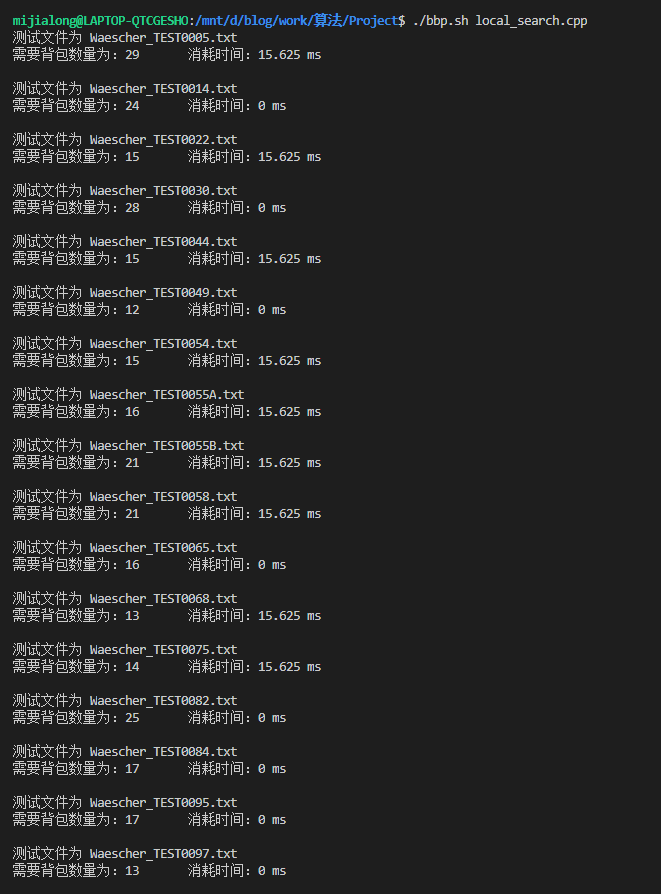 mijialong@LAPTOP-QTCGESHO:/mnt/d/blog/work/算法/Project$ ./bbp.sh local_search.cpp
测试文件为 Waescher_TEST0005.txt
需要背包数量为：29 消耗时间：15.625 ms
测试文件为 Waescher_TEST0014.txt
需要背包数量为：24 消耗时间：0 ms
测试文件为 Waescher_TEST0022.txt
需要背包数量为：15 消耗时间：15.625 ms
测试文件为 Waescher_TEST0030.txt
需要背包数量为：28 消耗时间：0 ms
测试文件为 Waescher_TEST0044.txt
需要背包数量为：15 消耗时间：15.625 ms
测试文件为 Waescher_TEST0049.txt
需要背包数量为：12 消耗时间：0 ms
测试文件为 Waescher_TEST0054.txt
需要背包数量为：15 消耗时间：15.625 ms
测试文件为 Waescher_TEST0055A.txt
需要背包数量为：16 消耗时间：15.625 ms
测试文件为 Waescher_TEST0055B.txt
需要背包数量为：21 消耗时间：15.625 ms
测试文件为 Waescher_TEST0058.txt
需要背包数量为：21 消耗时间：15.625 ms
测试文件为 Waescher_TEST0065.txt
需要背包数量为：16 消耗时间：0 ms
测试文件为 Waescher_TEST0068.txt
需要背包数量为：13 消耗时间：15.625 ms
测试文件为 Waescher_TEST0075.txt
需要背包数量为：14 消耗时间：15.625 ms
测试文件为 Waescher_TEST0082.txt
需要背包数量为：25 消耗时间：0 ms
测试文件为 Waescher_TEST0084.txt
需要背包数量为：17 消耗时间：0 ms
测试文件为 Waescher_TEST0095.txt
需要背包数量为：17 消耗时间：0 ms
测试文件为 Waescher_TEST0097.txt
需要背包数量为：13 消耗时间：0 ms